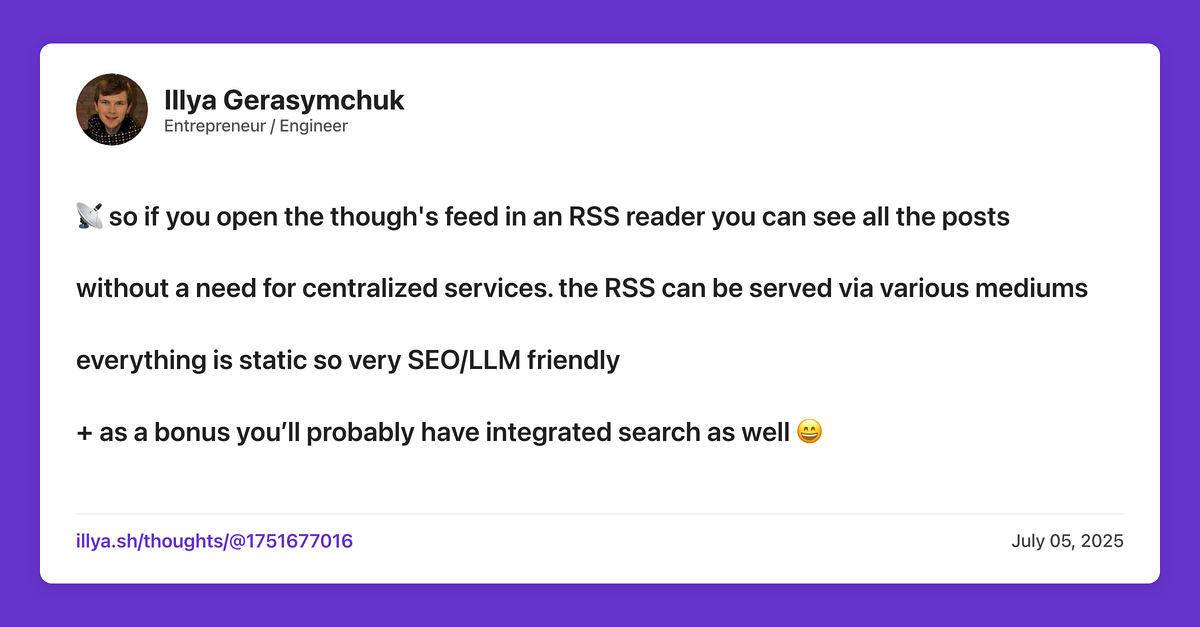 Illya Gerasymchuk
Entrepreneur / Engineer
📡 so if you open the though's feed in an RSS reader you can see all the posts
without a need for centralized services. the RSS can be served via various mediums
everything is static so very SEO/LLM friendly
+ as a bonus you’ll probably have integrated search as well 😄
illya.sh/thoughts/@1751677016
July 05, 2025